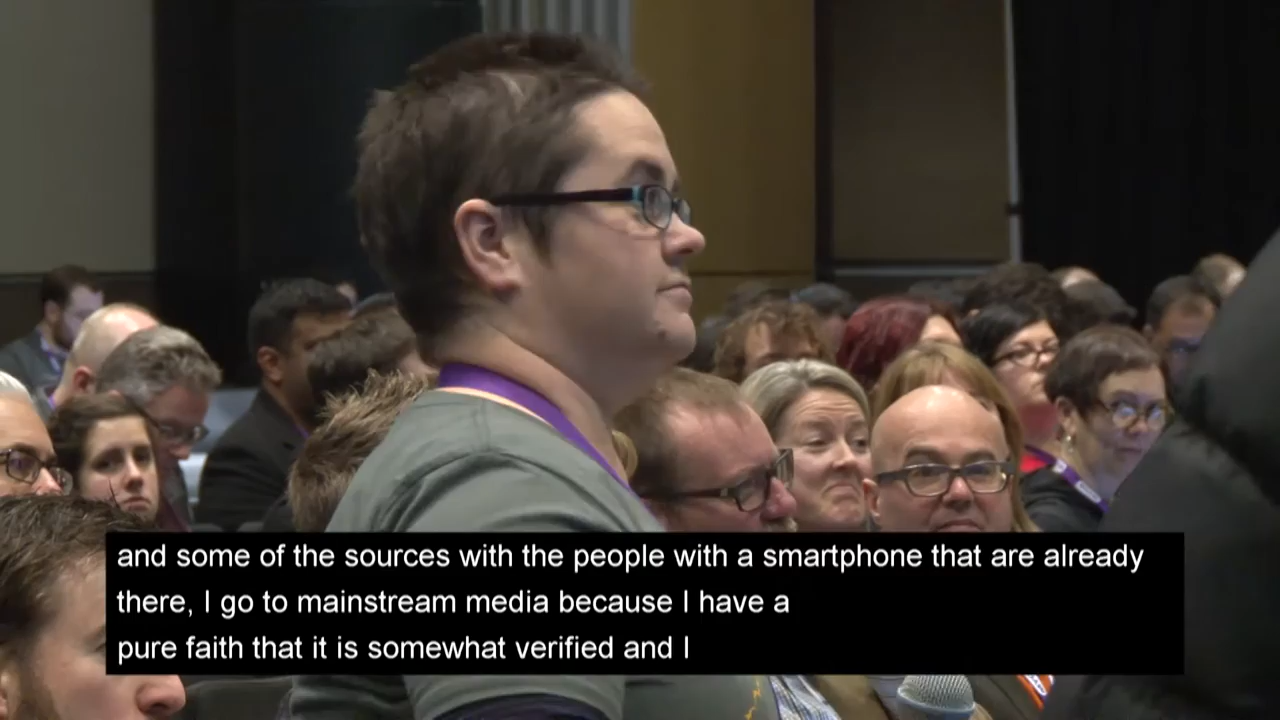 and some of the sources with the people with a smartphone that are already
there, I go to mainstream media because I have a
pure faith that it is somewhat verified and I